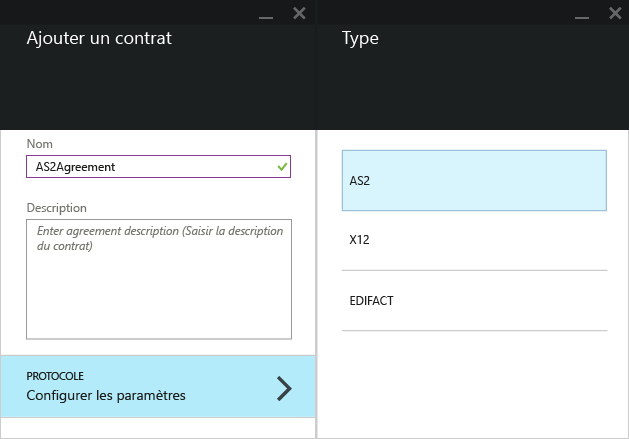 Ajouter un contrat
Nom
AS2Agreement
Description
Enter agreement description (Saisir la description
du contrat)
PROTOCOLE
Configurer les paramètres
Type
AS2
X12
EDIFACT